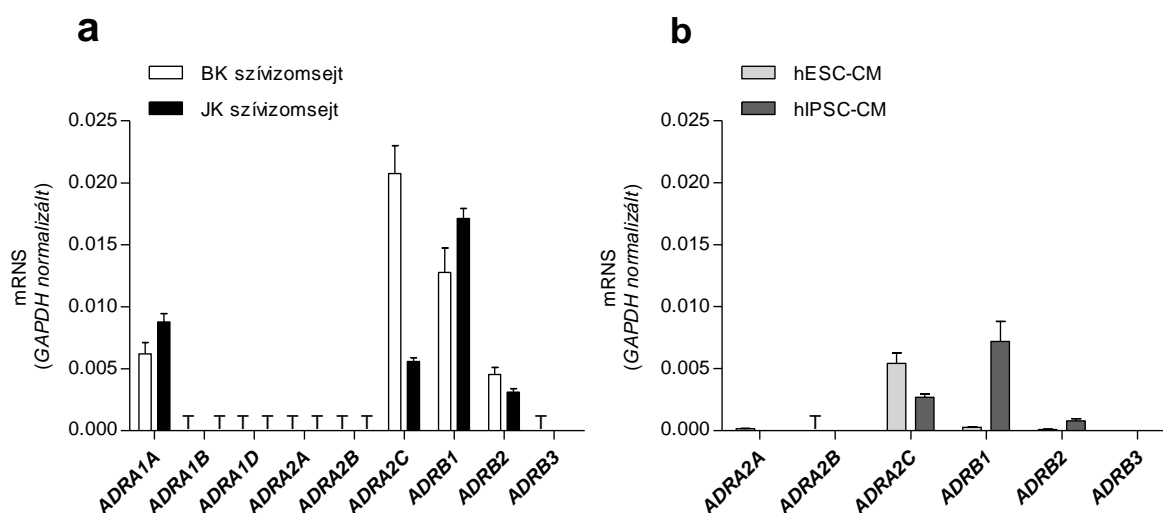 a
BK szívizomsejt
JK szívizomsejt
mRNS
(GAPDH normalizált)
0.025
0.020
0.015
0.010
0.005
0.000
T T T T T T T T T
ADRA1A ADRA1B ADRA1D ADRA2A ADRA2B ADRA2C ADRB1 ADRB2 ADRB3
b
hESC-CM
hIPSC-CM
mRNS
(GAPDH normalizált)
0.025
0.020
0.015
0.010
0.005
0.000
T
ADRA2A ADRA2B ADRA2C ADRB1 ADRB2 ADRB3